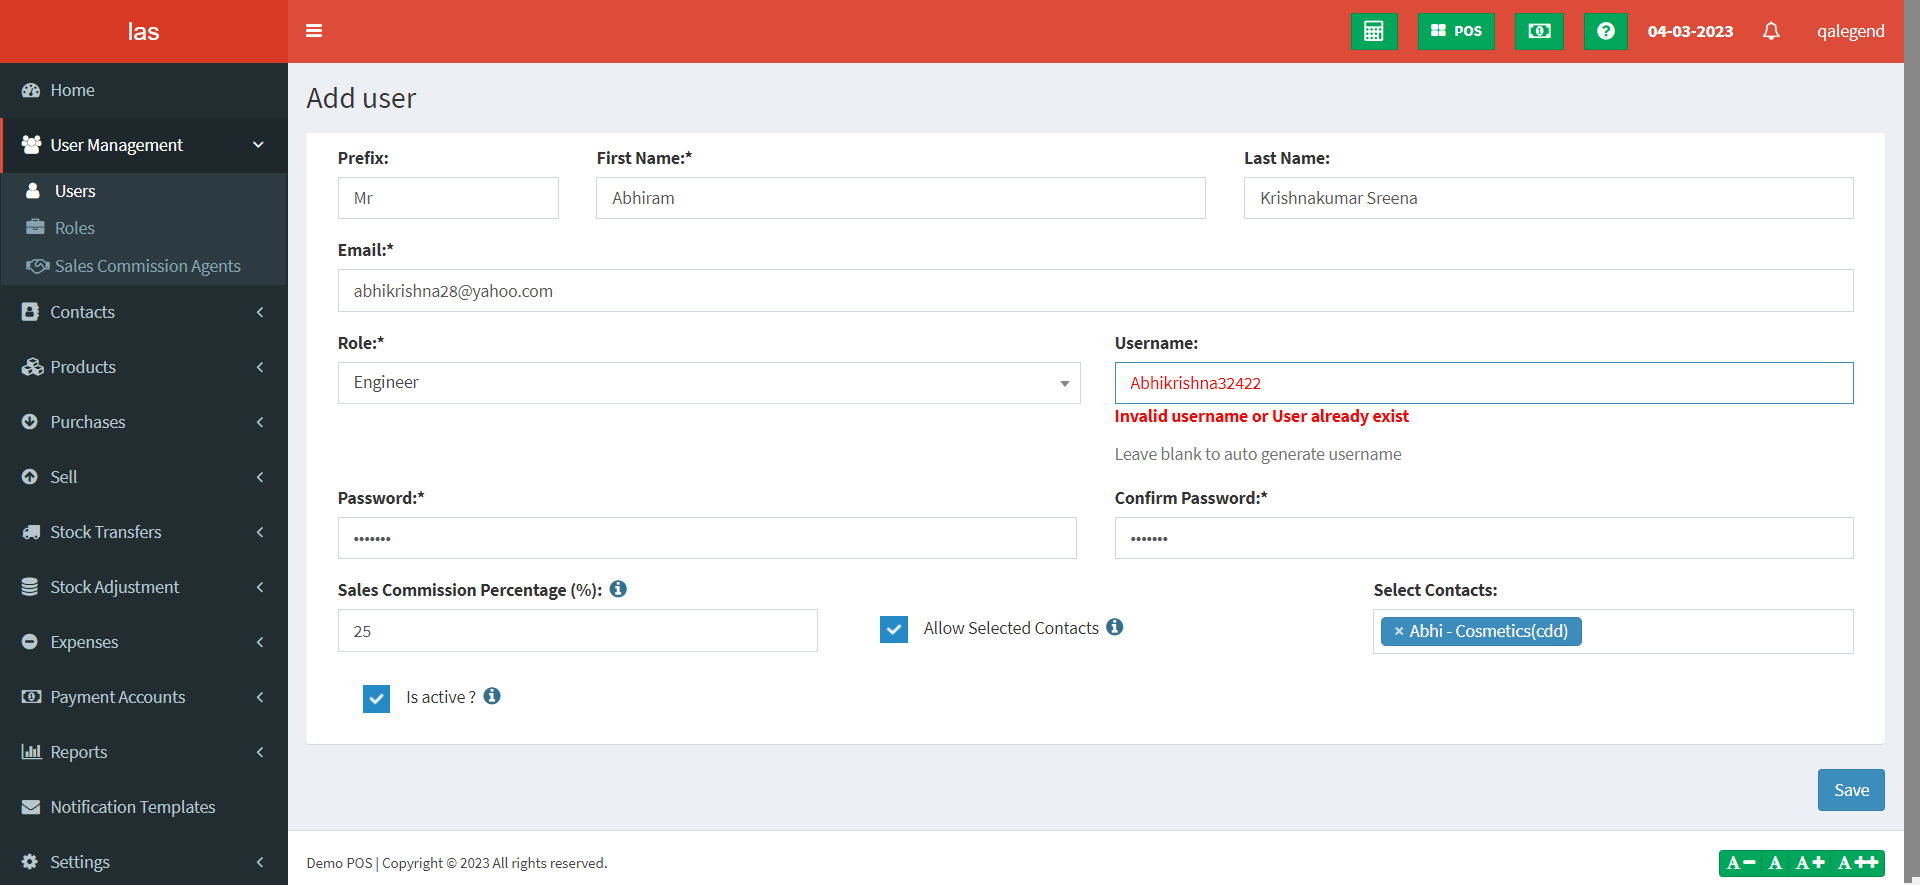 las
POS
04-03-2023
qalegend
Home
User Management
Users
Roles
Sales Commission Agents
Contacts
Products
Purchases
Sell
Stock Transfers
Stock Adjustment
Expenses
Payment Accounts
Reports
Notification Templates
Settings
Add user
Prefix:
First Name:*
Last Name:
Mr
Abhiram
Krishnakumar Sreena
Email:*
abhikrishna28@yahoo.com
Role:*
Username:
Engineer
Abhikrishna32422
Invalid username or User already exist
Leave blank to auto generate username
Password:*
Confirm Password:*
•••••••
•••••••
Sales Commission Percentage (%):
Select Contacts:
25
Allow Selected Contacts
× Abhi - Cosmetics(cdd)
Is active ?
Save
Demo POS | Copyright © 2023 All rights reserved.
A- A A+ A++